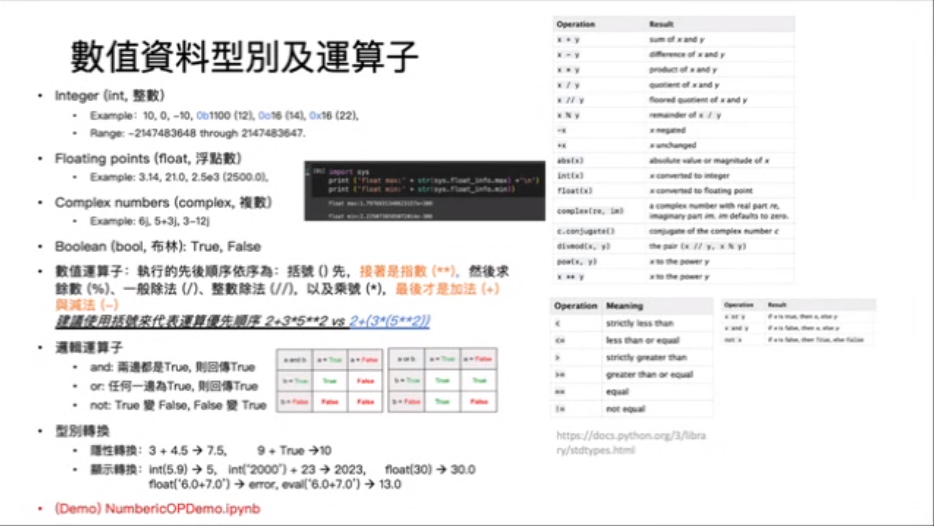 數值資料型別及運算子
• Integer (int, 整數)
• Example：10, 0, -10, 0b1100 (12), 0o16 (14), 0x16 (22),
• Range: -2147483648 through 2147483647.
• Floating points (float, 浮點數)
• Example: 3.14, 21.0, 2.5e3 (2500.0),
• Complex numbers (complex, 複數)
• Example: 6j, 5+3j, 3-12j
• Boolean (bool, 布林): True, False
• 數值運算子：執行的先後順序依序為：括號 () 先，接著是指數 (**)，然後求
餘數 (%)、一般除法 (/)、整數除法 (//)，以及乘號 (*)，最後才是加法 (+)
與減法 (-)
建議使用括號來代表運算優先順序 2+3*5**2 vs 2+(3*(5**2))
• 邏輯運算子
• and: 兩邊都是True, 則回傳True
• or: 任何一邊為True, 則回傳True
• not: True 變 False, False 變 True
• 型別轉換
• 隱性轉換：3 + 4.5 → 7.5, 9 + True →10
• 顯示轉換：int(5.9) → 5, int('2000') + 23 → 2023, float(30) → 30.0
float('6.0+7.0') → error, eval('6.0+7.0') → 13.0
• (Demo) NumbericOPDemo.ipynb
import sys
print ("float max:" + str(sys.float_info.max) +"\n")
print ("float min:" + str(sys.float_info.min))
a and b a = True a = False
b = True True False
b = False False False
a or b a = True a = False
b = True True True
b = False True False
Operation Result
x + y sum of x and y
x - y difference of x and y
x * y product of x and y
x / y quotient of x and y
x // y floored quotient of x and y
x % y remainder of x / y
-x x negated
+x x unchanged
abs(x) absolute value or magnitude of x
int(x) x converted to integer
float(x) x converted to floating point
complex(re, im) a complex number with real part re,
imaginary part im. im defaults to zero.
c.conjugate() conjugate of the complex number c
divmod(x, y) the pair (x // y, x % y)
pow(x, y) x to the power y
x ** y x to the power y
Operation Meaning
< strictly less than
<= less than or equal
> strictly greater than
>= greater than or equal
== equal
!= not equal
Operation Result
x or y if x is true, then x, else y
x and y if x is false, then x, else y
not x if x is false, then True, else False
https://docs.python.org/3/libra
ry/stdtypes.html